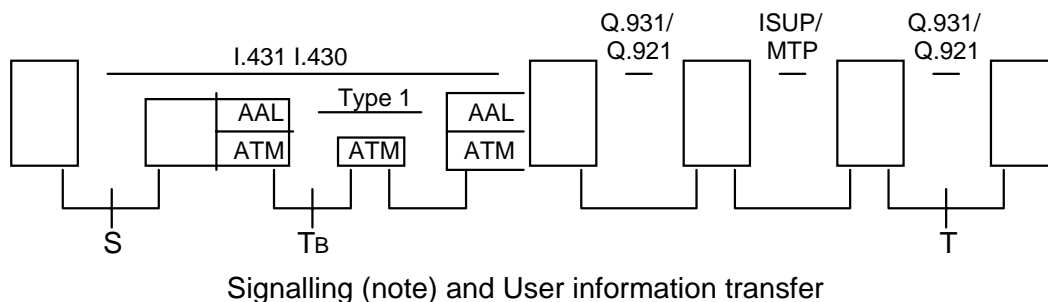 Q.931/
Q.921
ISUP/
MTP
Q.931/
Q.921
I.431 I.430
Type 1
AAL
ATM
ATM
AAL
ATM
S
TB
T
Signalling (note) and User information transfer